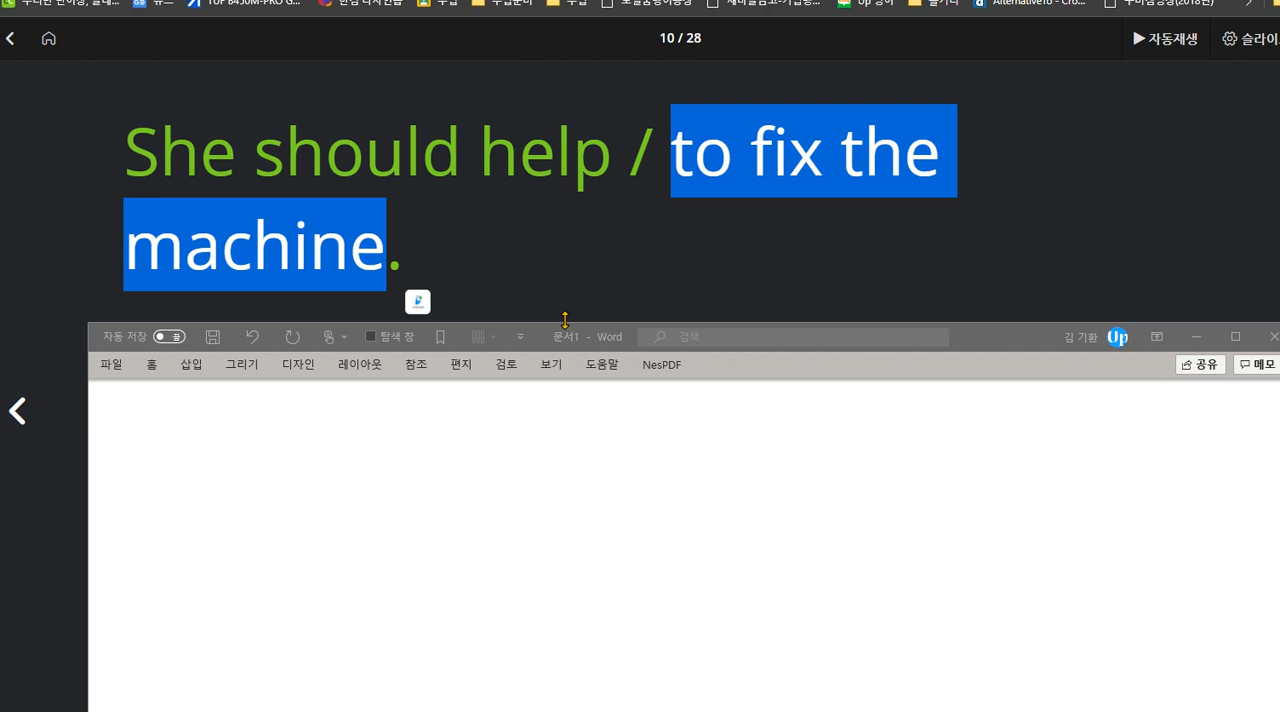 10 / 28
▶ 자동재생
She should help / to fix the
machine.
자동 저장 끔
탐색 창
문서1 - Word
검색
김 기환
Up
파일 홈 삽입 그리기 디자인 레이아웃 참조 편지 검토 보기 도움말 NesPDF
공유 메모